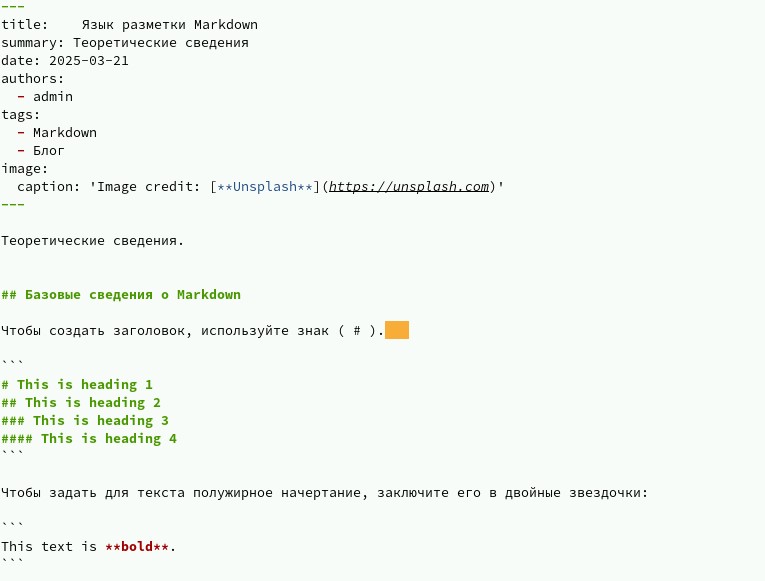 ---
title:    Язык разметки Markdown
summary: Теоретические сведения
date: 2025-03-21
authors:
  - admin
tags:
  - Markdown
  - Блог
image:
  caption: 'Image credit: [**Unsplash**](https://unsplash.com)'
---

Теоретические сведения.

## Базовые сведения о Markdown

Чтобы создать заголовок, используйте знак ( # ).

```
# This is heading 1
## This is heading 2
### This is heading 3
#### This is heading 4
```

Чтобы задать для текста полужирное начертание, заключите его в двойные звездочки:

```
This text is **bold**.
```